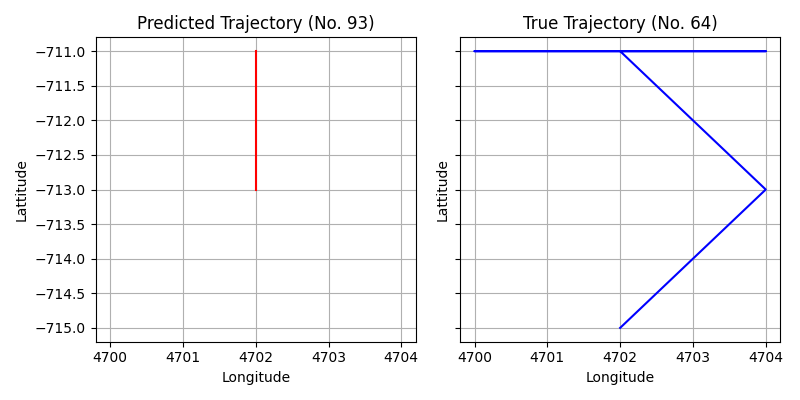 Predicted Trajectory (No. 93)
True Trajectory (No. 64)
−711.0
−711.5
−712.0
−712.5
−713.0
−713.5
−714.0
−714.5
−715.0
Lattitude
Lattitude
4700 4701 4702 4703 4704
4700 4701 4702 4703 4704
Longitude
Longitude